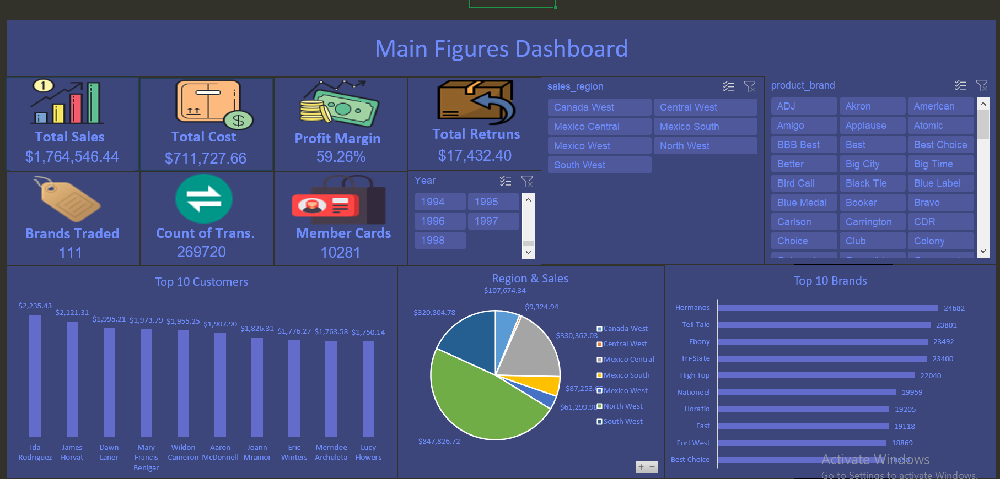 Main Figures Dashboard
1
Total Sales
$1,764,546.44
$
Total Cost
$711,727.66
Profit Margin
59.26%
Total Retruns
$17,432.40
sales_region
Canada West
Central West
Mexico Central
Mexico South
Mexico West
North West
South West
product_brand
ADJ
Akron
American
Amigo
Applause
Atomic
BBB Best
Best
Best Choice
Better
Big City
Big Time
Bird Call
Black Tie
Blue Label
Blue Medal
Booker
Bravo
Carlson
Carrington
CDR
Choice
Club
Colony
Brands Traded
111
Count of Trans.
269720
Member Cards
10281
Year
1994
1995
1996
1997
1998
Top 10 Customers
$2,235.43
$2,121.31
$1,995.21
$1,973.79
$1,955.25
$1,907.90
$1,826.31
$1,776.27
$1,763.58
$1,750.14
Ida
Rodriguez
James
Horvat
Dawn
Laner
Mary
Francis
Benigar
Wildon
Cameron
Aaron
McDonnell
Joann
Mramor
Eric
Winters
Merridee
Archuleta
Lucy
Flowers
Region & Sales
$107,674.34
$9,324.94
$320,804.78
$330,362.03
$61,299.98
$847,826.72
Canada West
Central West
Mexico Central
Mexico South
Mexico West
North West
South West
+
−
Top 10 Brands
Hermanos
24682
Tell Tale
23801
Ebony
23492
Tri-State
23400
High Top
22040
Nationeel
19959
Horatio
19205
Fast
19118
Fort West
18869
Best Choice
Activate Windows
Go to Settings to activate Windows.